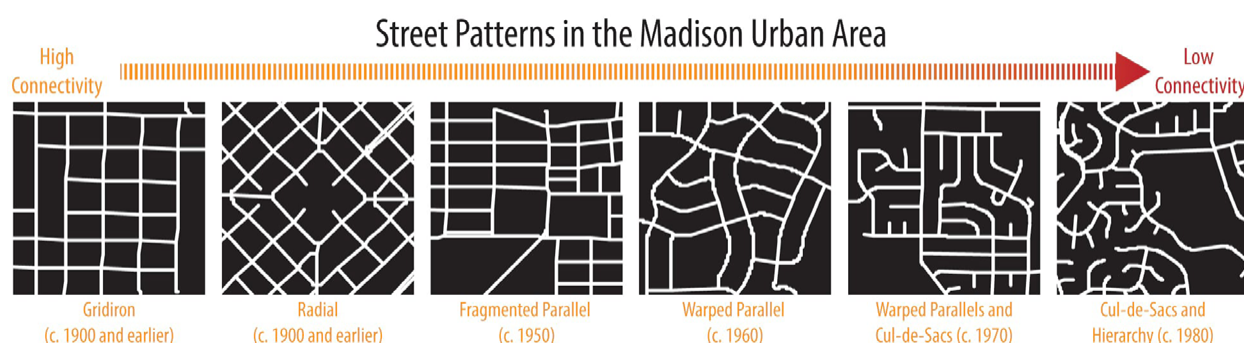 Street Patterns in the Madison Urban Area
High
Connectivity
Low
Connectivity
Gridiron
(c. 1900 and earlier)
Radial
(c. 1900 and earlier)
Fragmented Parallel
(c. 1950)
Warped Parallel
(c. 1960)
Warped Parallels and
Cul-de-Sacs (c. 1970)
Cul-de-Sacs and
Hierarchy (c. 1980)